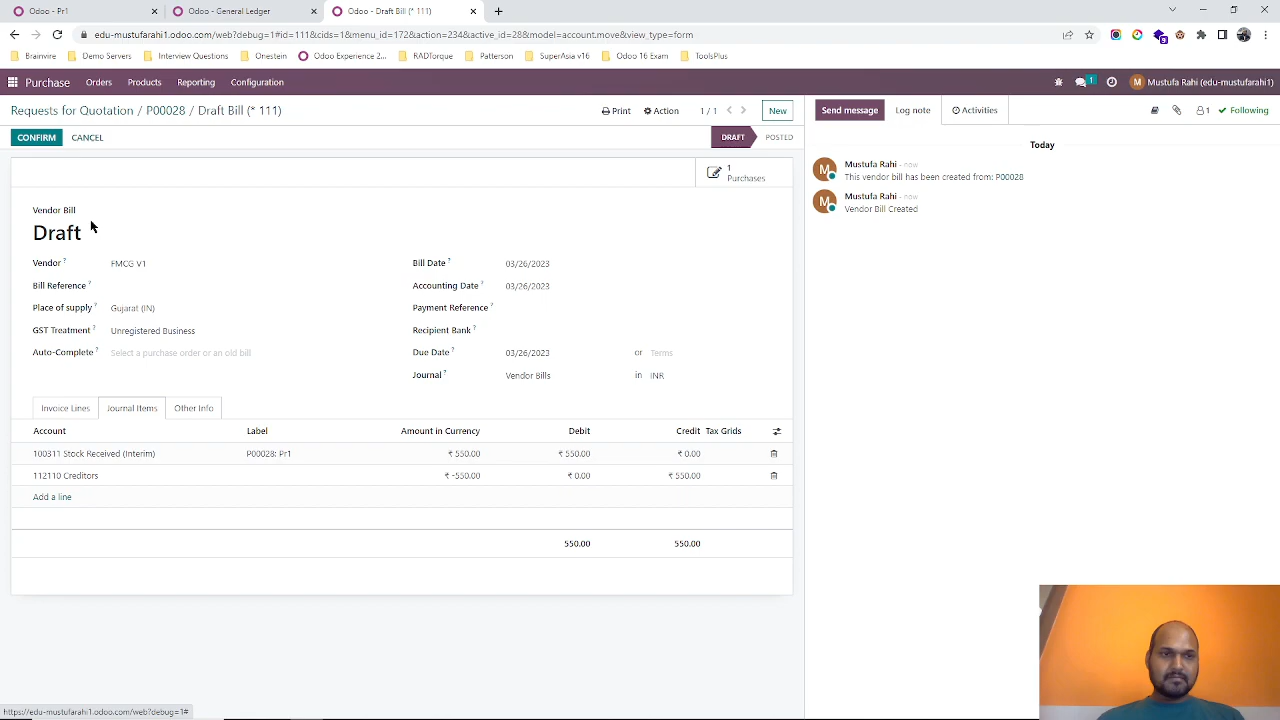 Odoo - Pr1
Odoo - General Ledger
Odoo - Draft Bill (* 111)
edu-mustufarahi1.odoo.com/web?debug=1#id=111&cids=1&menu_id=172&action=234&active_id=28&model=account.move&view_type=form
Brainvire Demo Servers Interview Questions Onestein Odoo Experience 2... RADTorque Patterson SuperAsia v16 Odoo 16 Exam ToolsPlus
Purchase Orders Products Reporting Configuration 1 Mustufa Rahi (edu-mustufarahi1)
Requests for Quotation / P00028 / Draft Bill (* 111) Print Action 1 / 1 New
Send message Log note Activities 1 Following
CONFIRM CANCEL DRAFT POSTED
Today
1
Purchases
Mustufa Rahi - now
This vendor bill has been created from: P00028
Mustufa Rahi - now
Vendor Bill Created
Vendor Bill
Draft
Vendor ? FMCG V1 Bill Date ? 03/26/2023
Bill Reference ? Accounting Date ? 03/26/2023
Place of supply ? Gujarat (IN) Payment Reference ?
GST Treatment ? Unregistered Business Recipient Bank ?
Auto-Complete ? Select a purchase order or an old bill Due Date ? 03/26/2023 or Terms
Journal ? Vendor Bills in INR
Invoice Lines Journal Items Other Info
Account Label Amount in Currency Debit Credit Tax Grids
100311 Stock Received (Interim) P00028: Pr1 ₹ 550.00 ₹ 550.00 ₹ 0.00
112110 Creditors ₹ -550.00 ₹ 0.00 ₹ 550.00
Add a line
550.00 550.00
https://edu-mustufarahi1.odoo.com/web?debug=1#